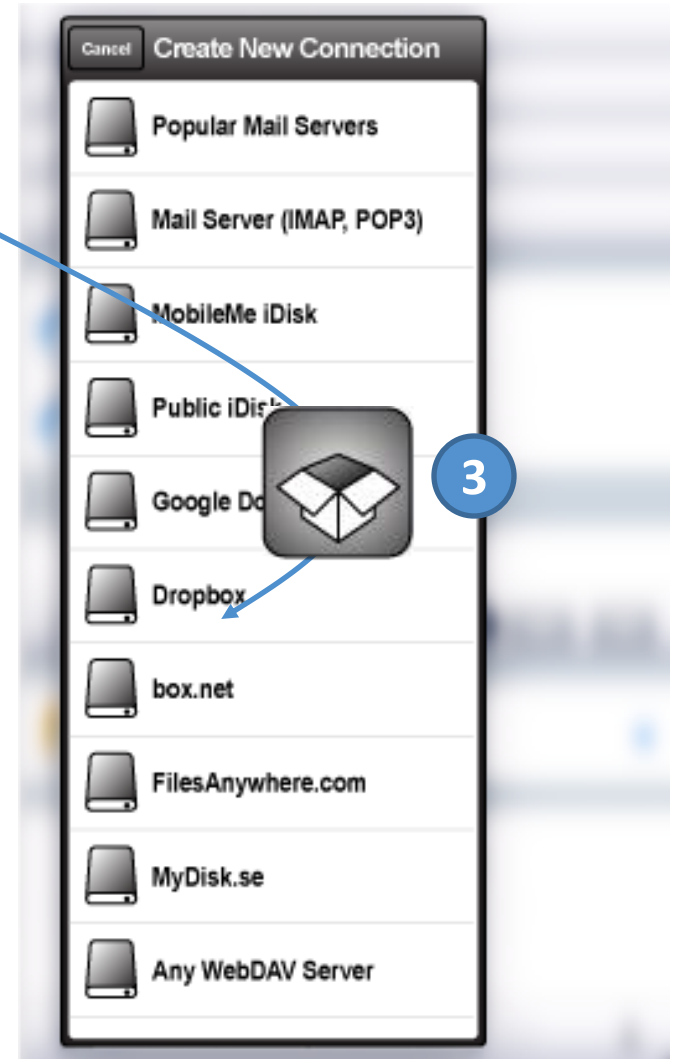 Cancel Create New Connection
Popular Mail Servers
Mail Server (IMAP, POP3)
MobileMe iDisk
Public iDisk
3
Google Do
Dropbox
box.net
FilesAnywhere.com
MyDisk.se
Any WebDAV Server